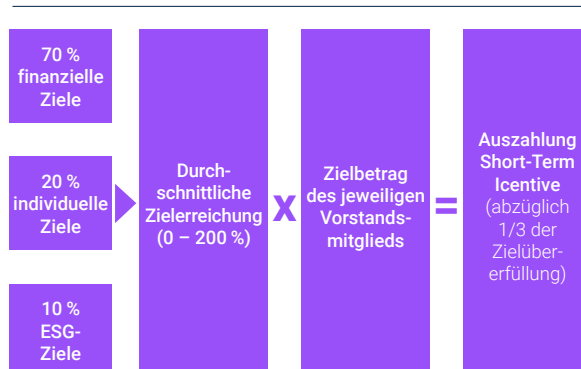 70 %
finanzielle
Ziele
20 %
individuelle
Ziele
10 %
ESG-
Ziele
Durch-
schnittliche
Zielerreichung
(0 – 200 %)
X
Zielbetrag
des jeweiligen
Vorstands-
mitglieds
=
Auszahlung
Short-Term
Icentive
(abzüglich
1/3 der
Zielüber-
erfüllung)